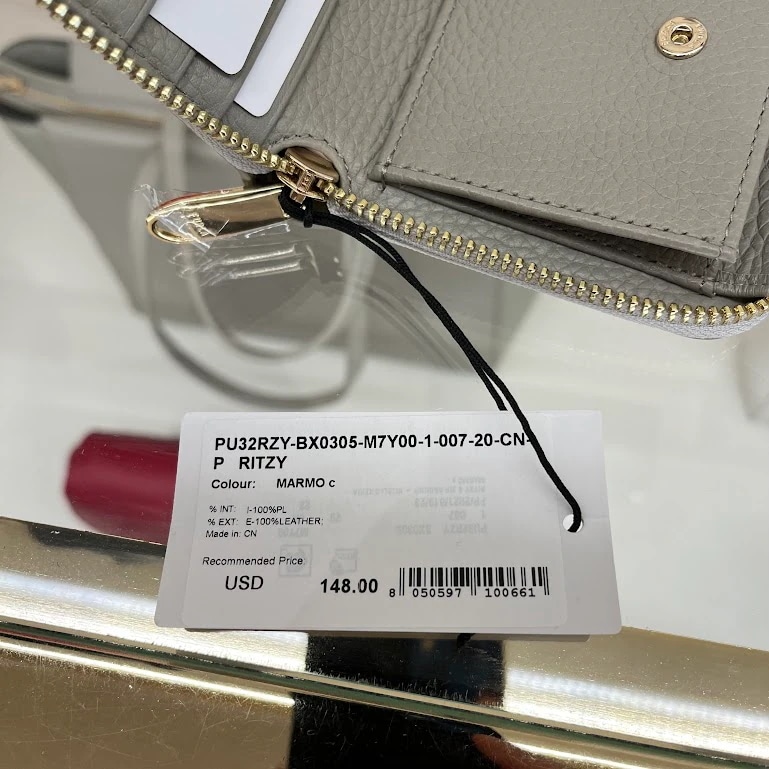 PU32RZY-BX0305-M7Y00-1-007-20-CN-
P RITZY
Colour: MARMO c
% INT: I-100%PL
% EXT: E-100%LEATHER;
Made in: CN
Recommended Price:
USD 148.00
8 050597 100661